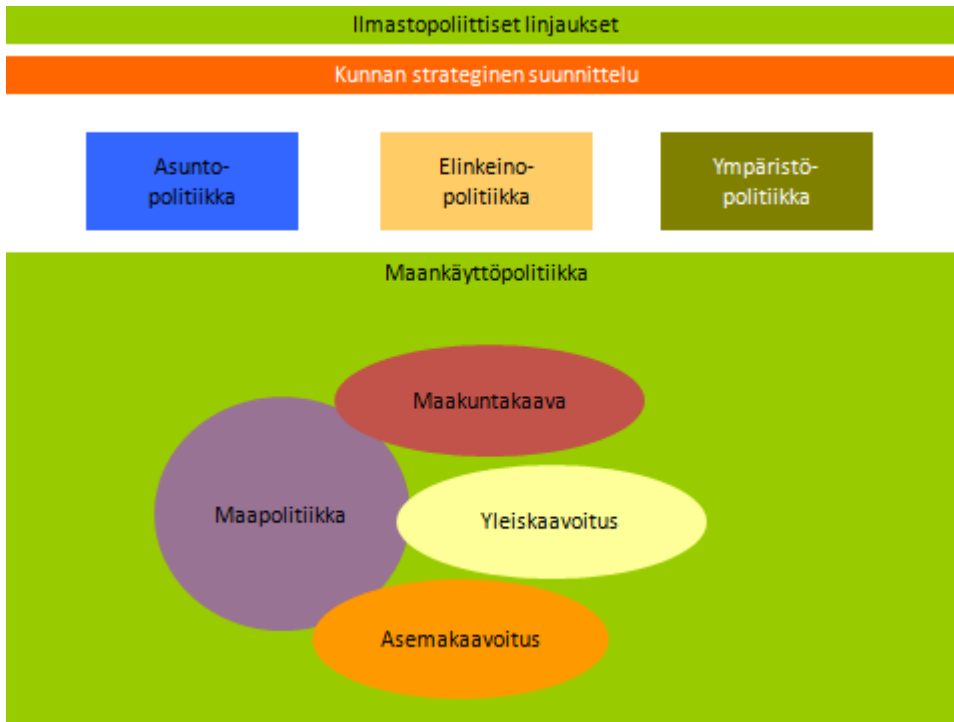 Ilmastopoliittiset linjaukset
Kunnan strateginen suunnittelu
Asunto-
politiikka
Elinkeino-
politiikka
Ympäristö-
politiikka
Maankäyttöpolitiikka
Maakuntakaava
Maapolitiikka
Yleiskaavoitus
Asemakaavoitus